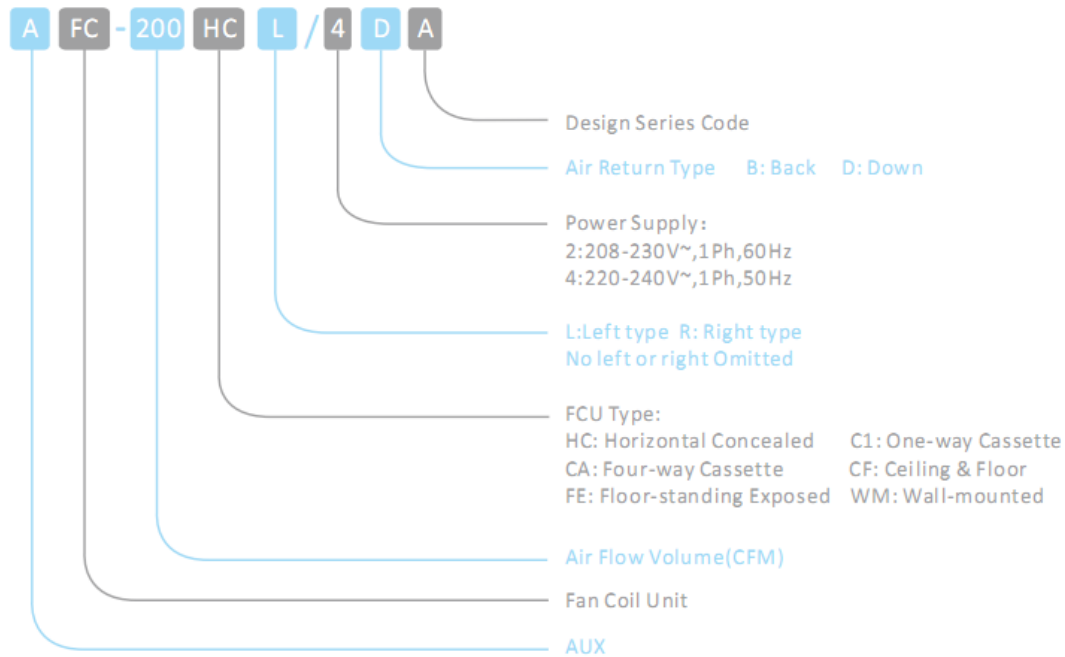 A FC - 200 HC L / 4 D A
Design Series Code
Air Return Type B: Back D: Down
Power Supply：
2:208-230V~,1Ph,60Hz
4:220-240V~,1Ph,50Hz
L:Left type R: Right type
No left or right Omitted
FCU Type:
HC: Horizontal Concealed C1: One-way Cassette
CA: Four-way Cassette CF: Ceiling & Floor
FE: Floor-standing Exposed WM: Wall-mounted
Air Flow Volume(CFM)
Fan Coil Unit
AUX